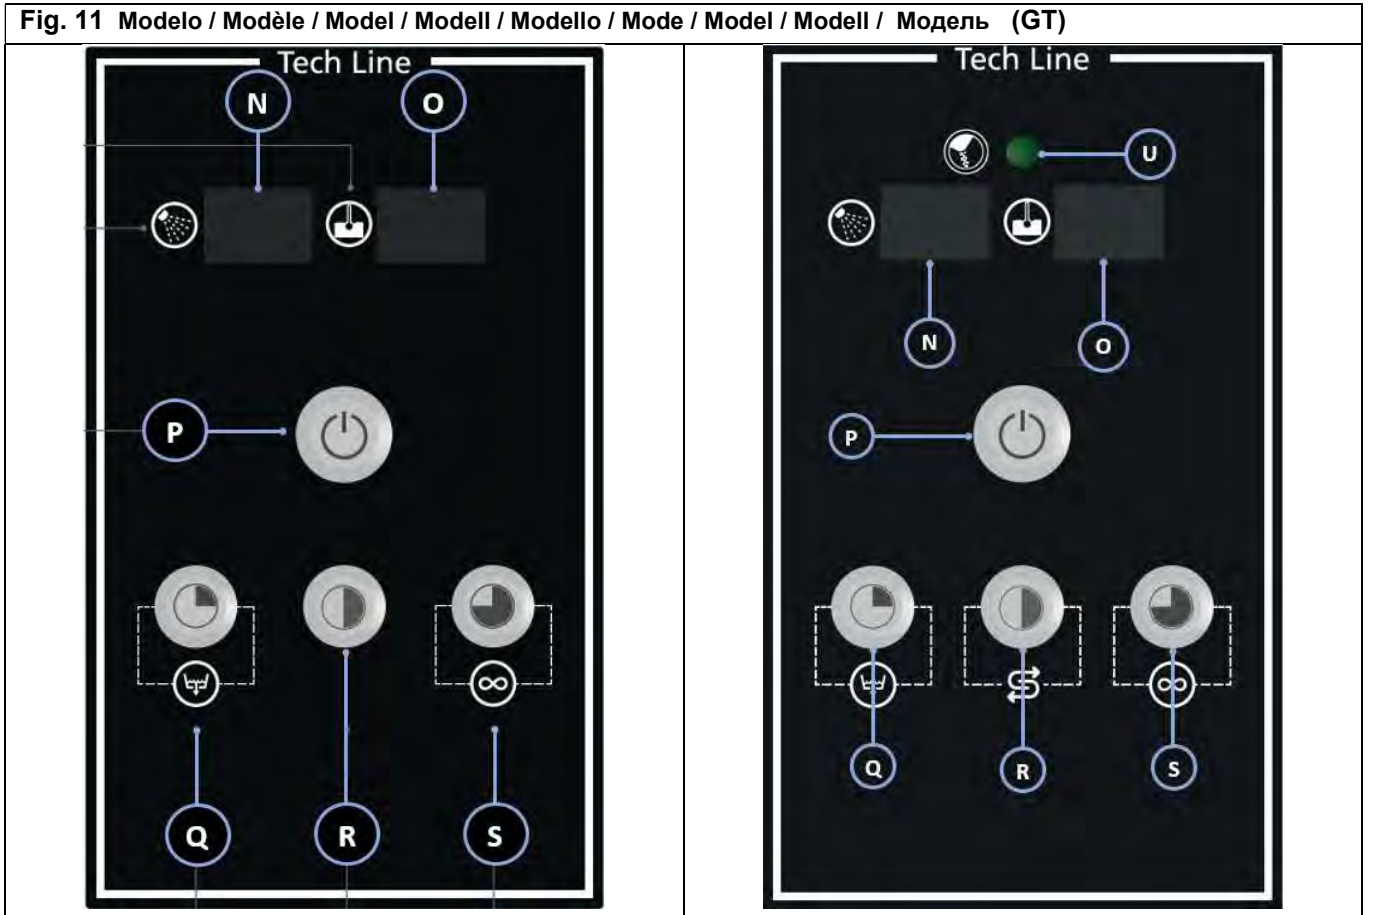 Fig. 11 Modelo / Modèle / Model / Modell / Modello / Mode / Model / Modell / Модель (GT)
Tech Line
N O
P
Q R S
Tech Line
U
N O
P
Q R S